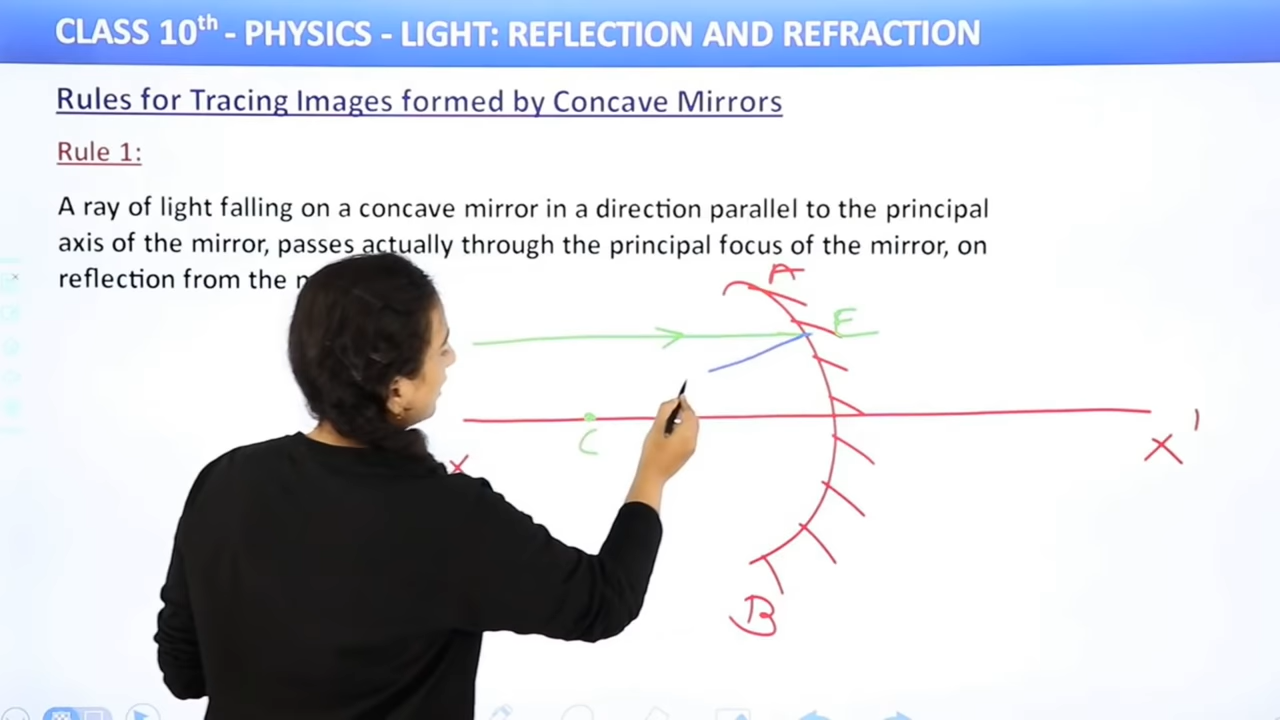 CLASS 10th - PHYSICS - LIGHT: REFLECTION AND REFRACTION
Rules for Tracing Images formed by Concave Mirrors
Rule 1:
A ray of light falling on a concave mirror in a direction parallel to the principal
axis of the mirror, passes actually through the principal focus of the mirror, on
reflection from the
A
E
C
X
X'
B